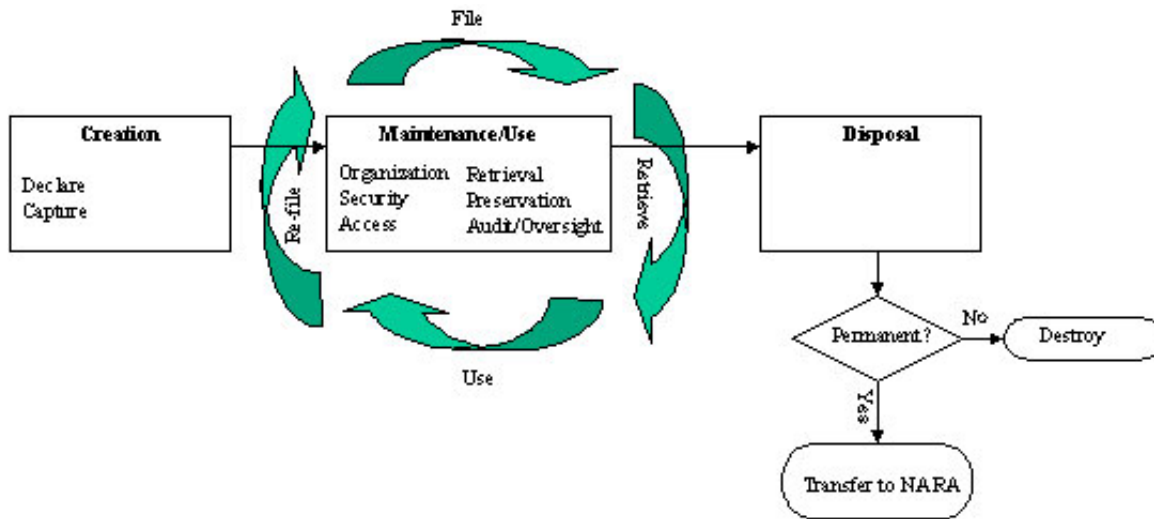 File
Creation
Declare
Capture
Re-file
Maintenance/Use
Organization Retrieval
Security Preservation
Access Audit/Oversight
Retrieve
Use
Disposal
Permanent?
No
Destroy
Yes
Transfer to NARA